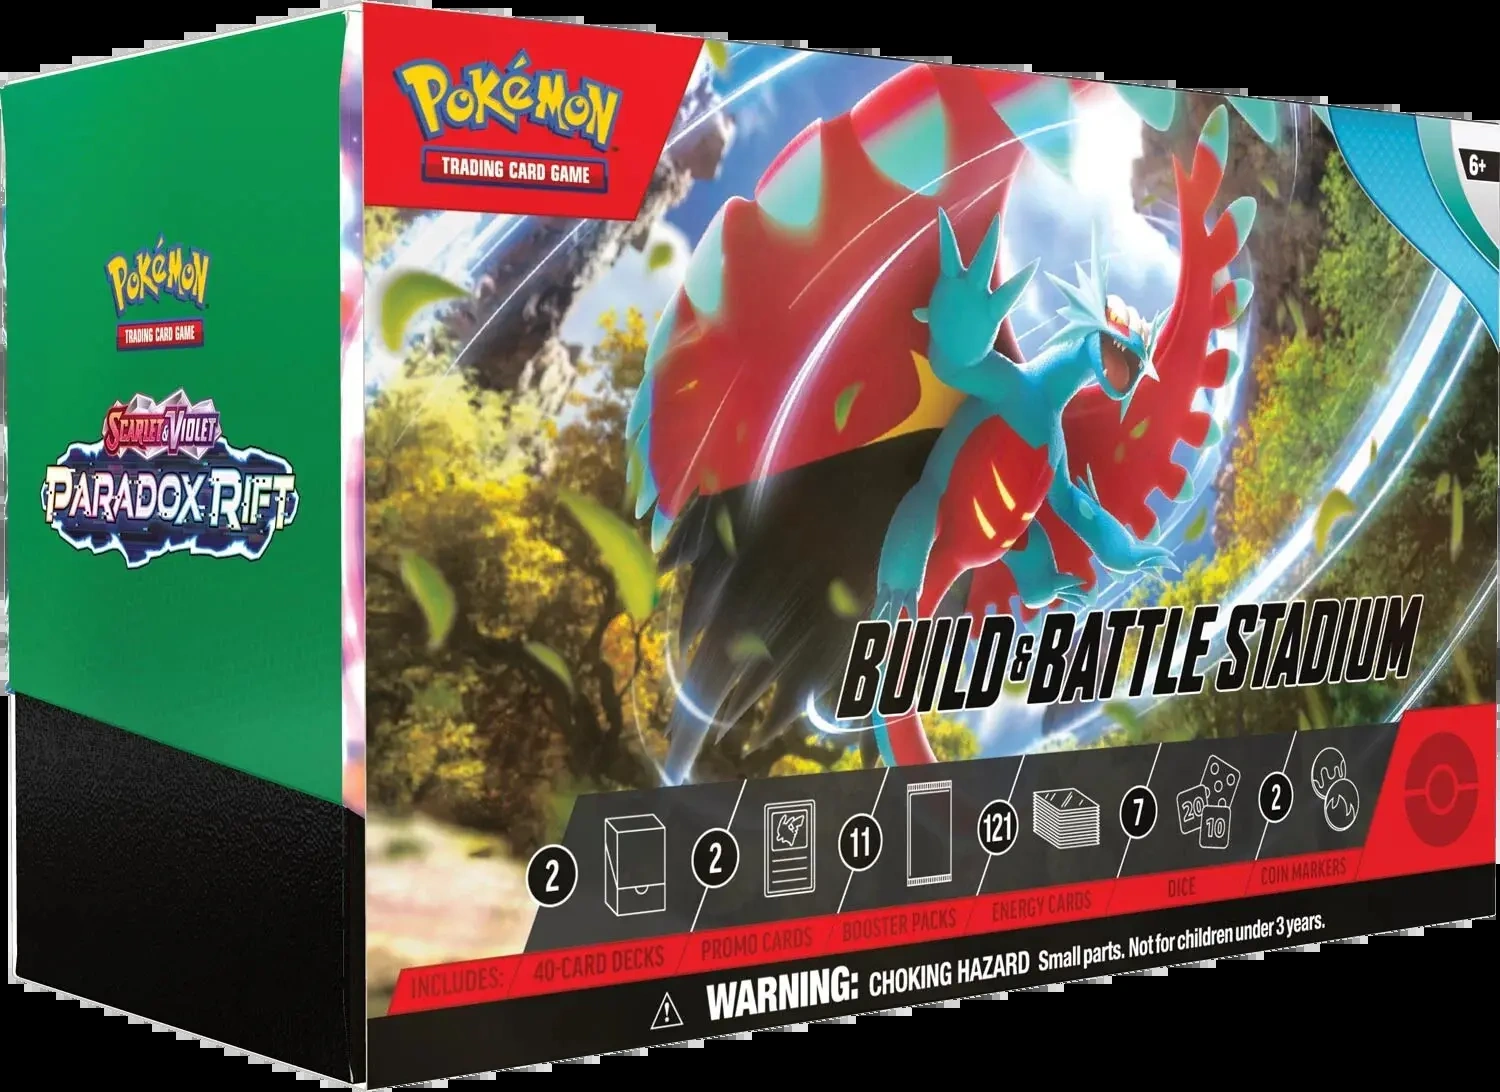 POKÉMON
TRADING CARD GAME
6+
POKÉMON
TRADING CARD GAME
SCARLET & VIOLET
PARADOX RIFT
BUILD & BATTLE STADIUM
2 2 11 121 7 20 10 2
INCLUDES: 40-CARD DECKS PROMO CARDS BOOSTER PACKS ENERGY CARDS DICE COIN MARKERS
WARNING: CHOKING HAZARD Small parts. Not for children under 3 years.